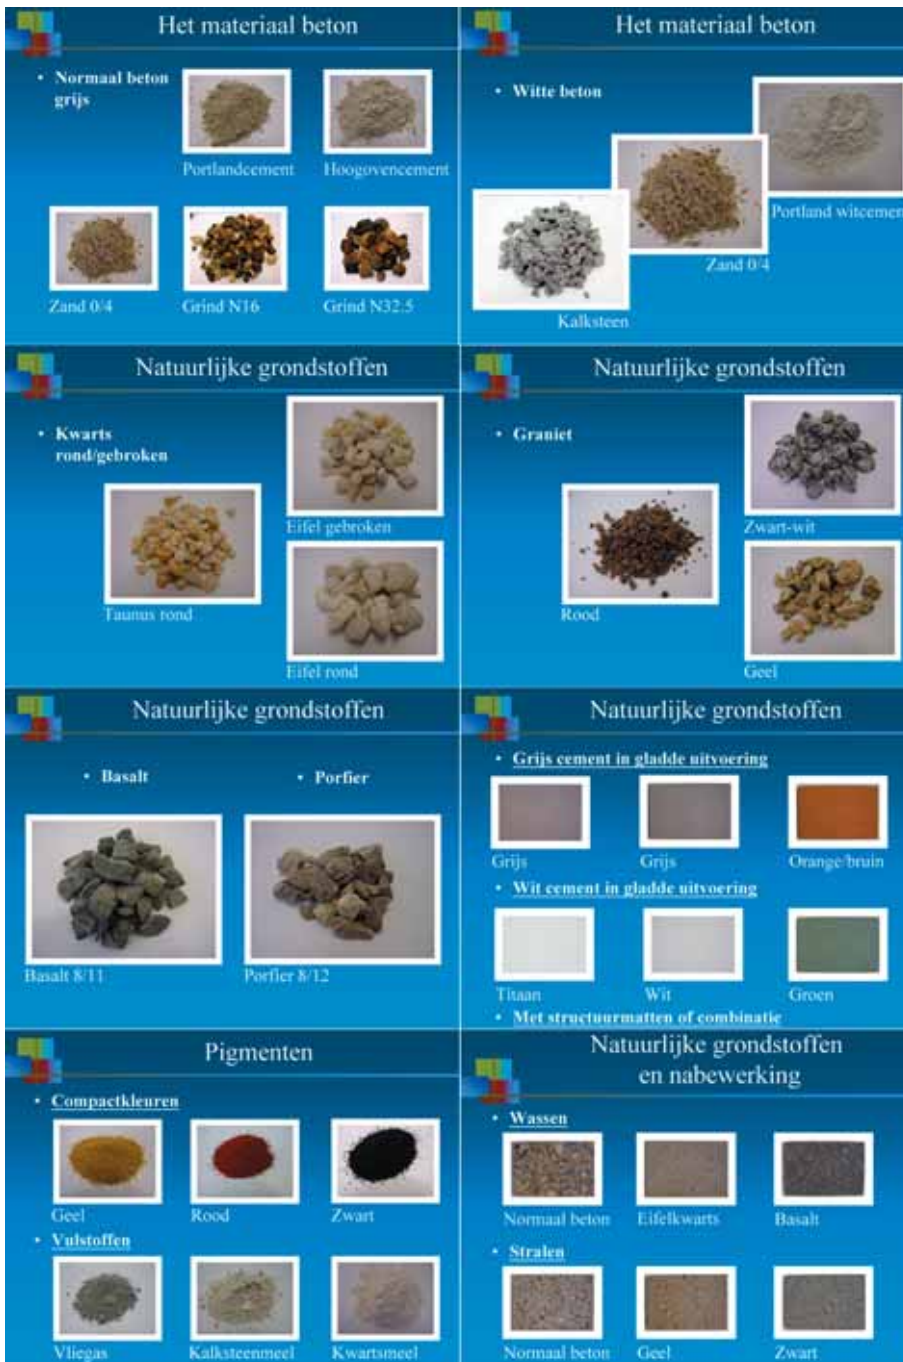 Het materiaal beton
• Normaal beton
grijs
Portlandcement
Hoogovencement
Zand 0/4
Grind N16
Grind N32.5
Het materiaal beton
• Witte beton
Portland witcemen
Zand 0/4
Kalksteen
Natuurlijke grondstoffen
• Kwarts
rond/gebroken
Eifel gebroken
Taunus rond
Eifel rond
Natuurlijke grondstoffen
• Graniet
Zwart-wit
Rood
Geel
Natuurlijke grondstoffen
• Basalt
• Porfier
Basalt 8/11
Porfier 8/12
Natuurlijke grondstoffen
• Grijs cement in gladde uitvoering
Grijs
Grijs
Orange/bruin
• Wit cement in gladde uitvoering
Titaan
Wit
Groen
• Met structuurmatten of combinatie
Pigmenten
• Compactkleuren
Geel
Rood
Zwart
• Vulstoffen
Vliegas
Kalksteenmeel
Kwartsmeel
Natuurlijke grondstoffen
en nabewerking
• Wassen
Normaal beton
Eifelkwarts
Basalt
• Stralen
Normaal beton
Geel
Zwart